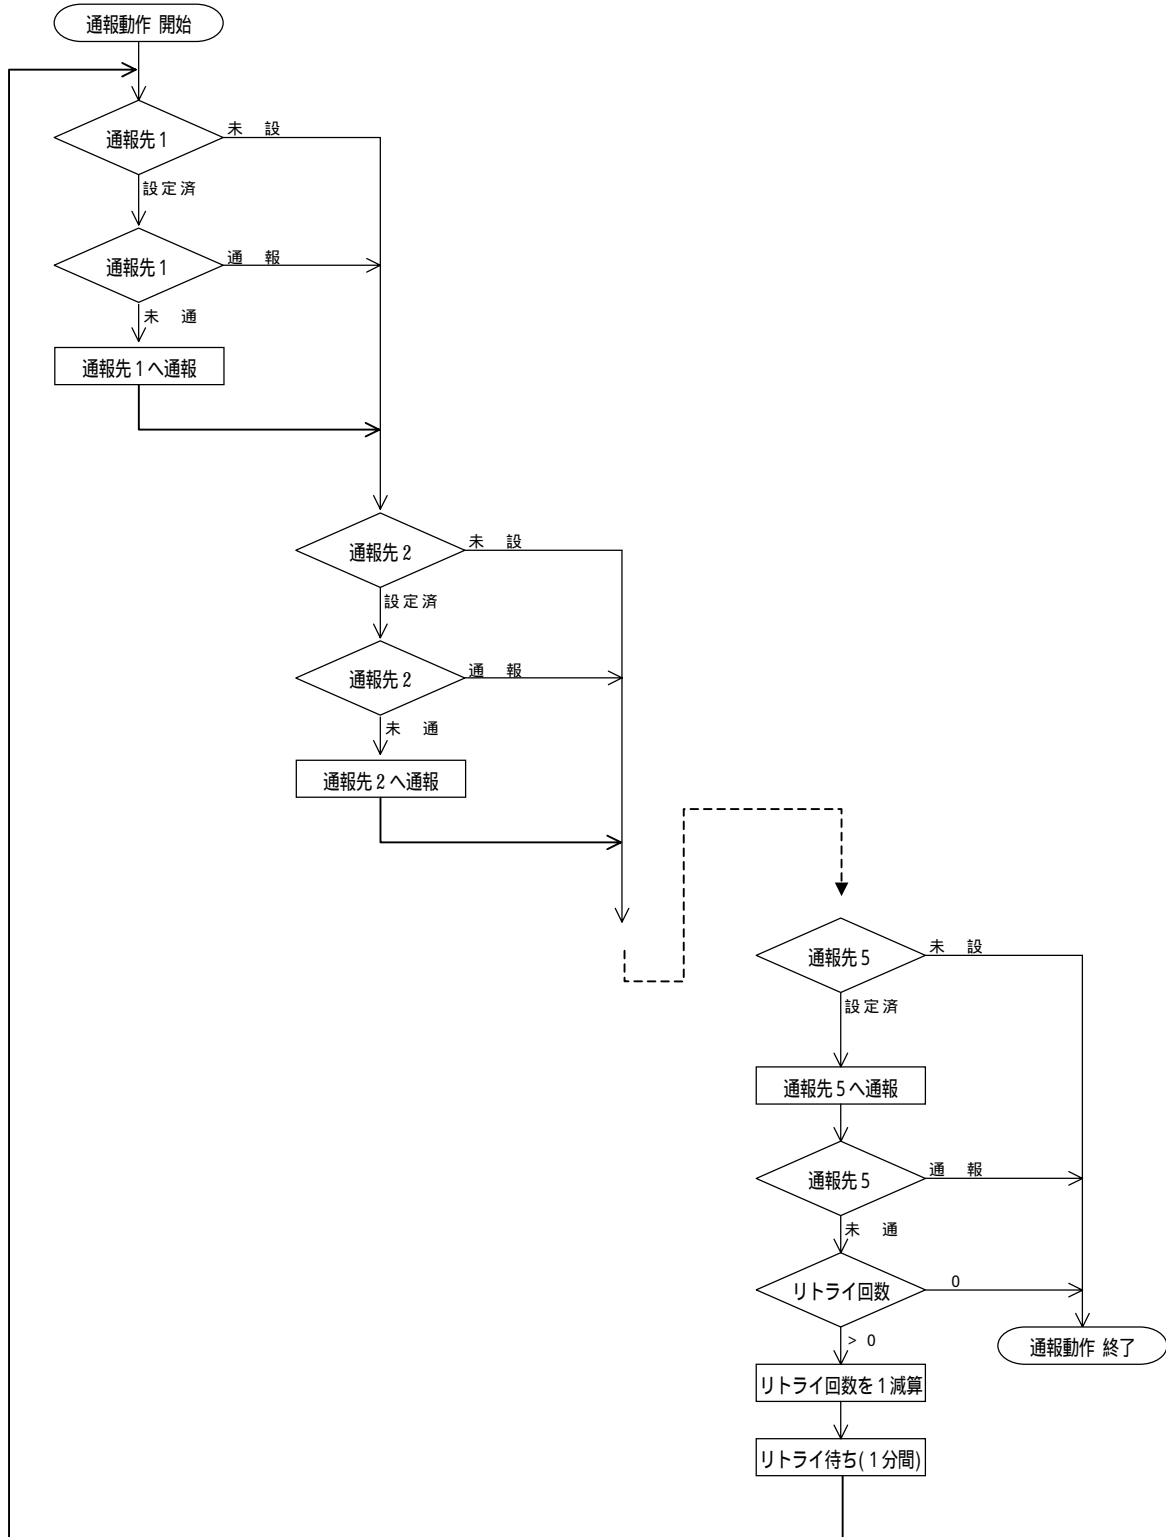 通報動作 開始
通報先1
未 設
設定済
通報先1
通 報
未 通
通報先1へ通報
通報先2
未 設
設定済
通報先2
通 報
未 通
通報先2へ通報
通報先5
未 設
設定済
通報先5へ通報
通報先5
通 報
未 通
リトライ回数
0
> 0
通報動作 終了
リトライ回数を1減算
リトライ待ち(1分間)